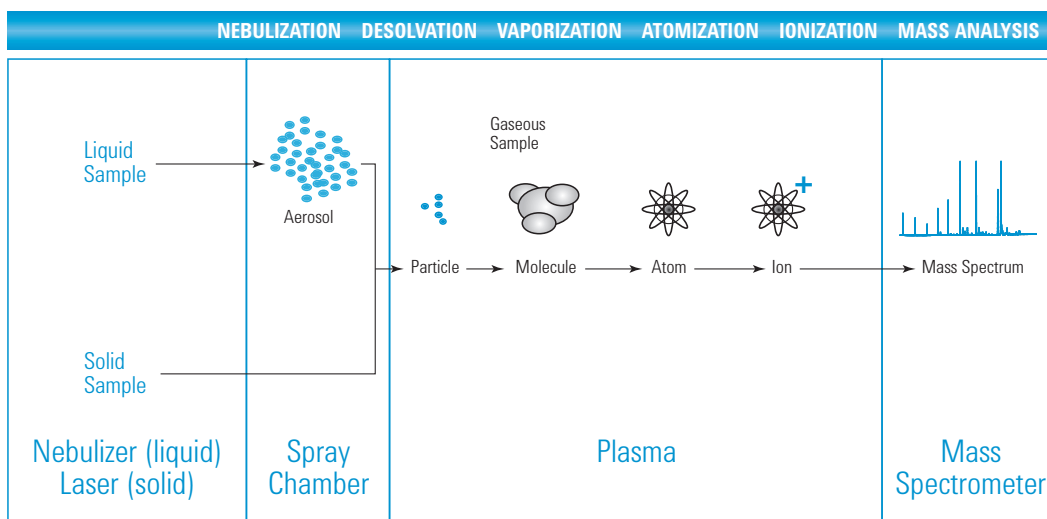 NEBULIZATION DESOLVATION VAPORIZATION ATOMIZATION IONIZATION MASS ANALYSIS
Gaseous
Sample
Liquid
Sample
Aerosol
Particle
Molecule
Atom
Ion
Mass Spectrum
Solid
Sample
Nebulizer (liquid)
Laser (solid)
Spray
Chamber
Plasma
Mass
Spectrometer